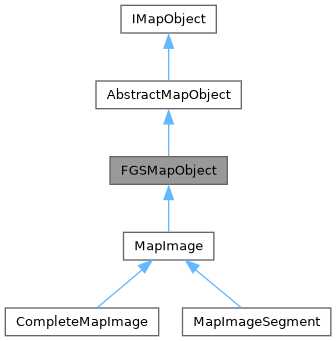 IMapObject
AbstractMapObject
FGSMapObject
MapImage
CompleteMapImage
MapImageSegment